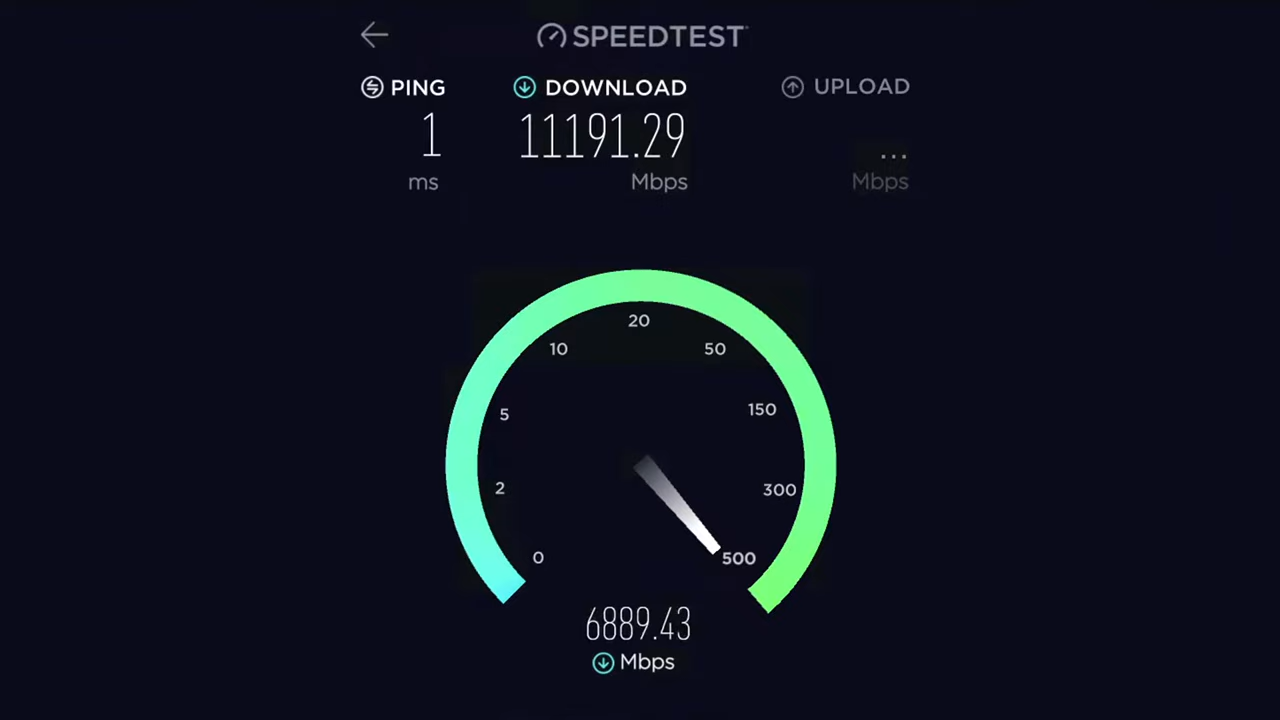 SPEEDTEST
PING
1
ms
DOWNLOAD
11191.29
Mbps
UPLOAD
...
Mbps
20
10
50
5
150
2
300
0
500
6889.43
Mbps